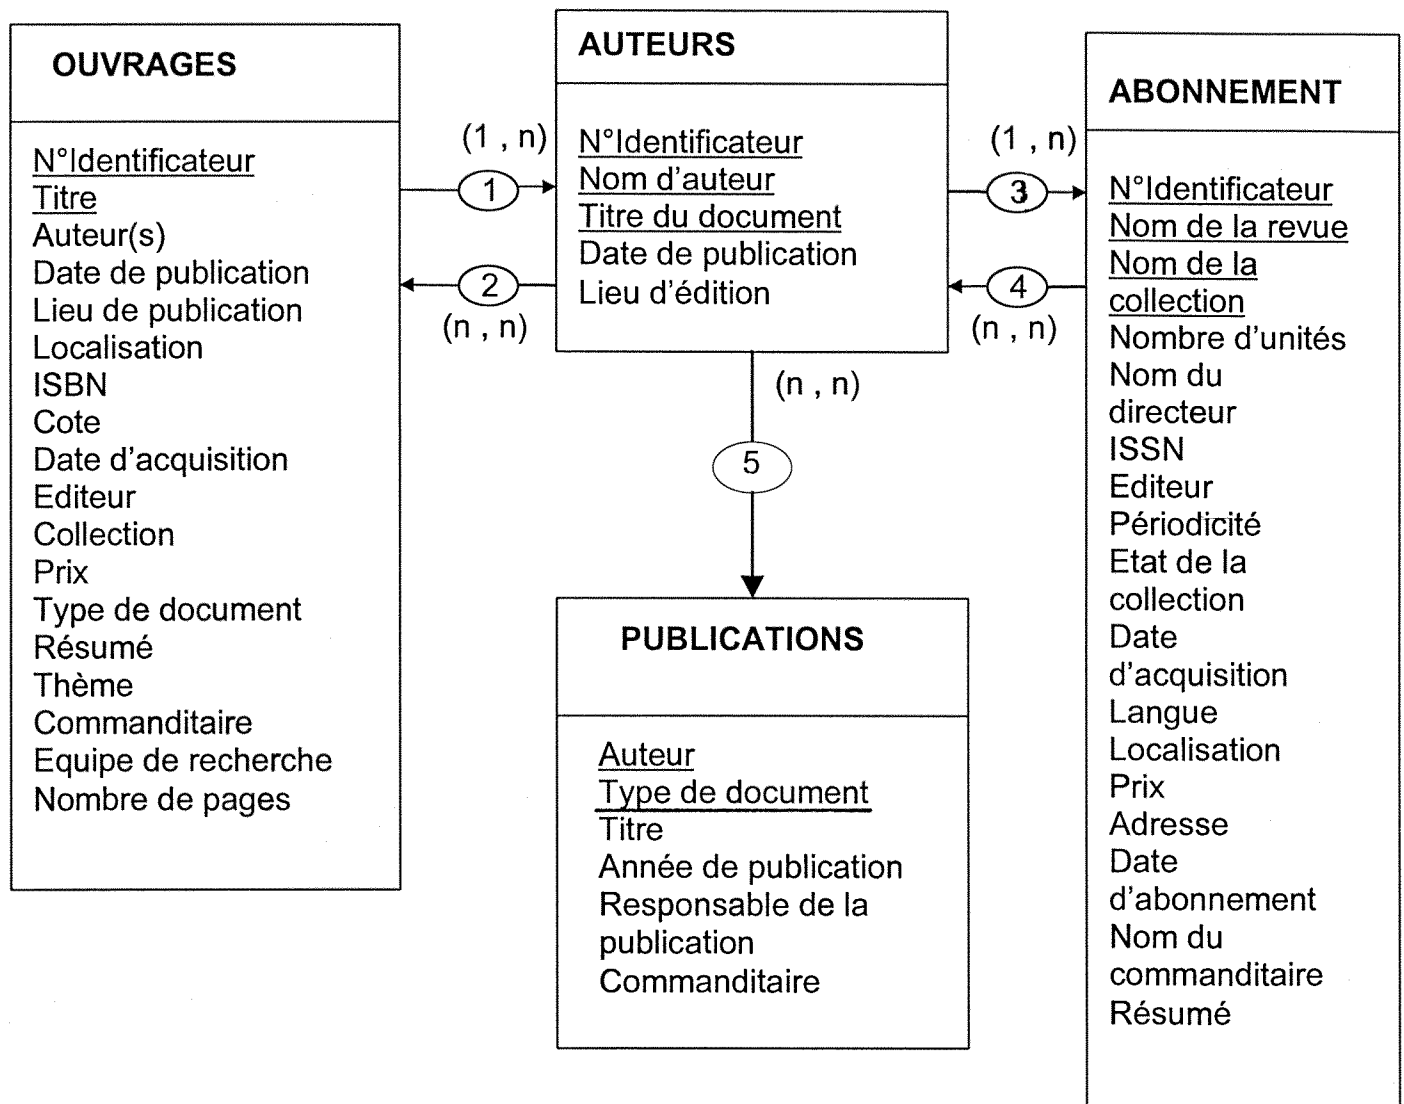 OUVRAGES
N°Identificateur
Titre
Auteur(s)
Date de publication
Lieu de publication
Localisation
ISBN
Cote
Date d'acquisition
Editeur
Collection
Prix
Type de document
Résumé
Thème
Commanditaire
Equipe de recherche
Nombre de pages
(1 , n)
1
2
(n , n)
AUTEURS
N°Identificateur
Nom d'auteur
Titre du document
Date de publication
Lieu d'édition
(1 , n)
3
4
(n , n)
(n , n)
5
PUBLICATIONS
Auteur
Type de document
Titre
Année de publication
Responsable de la
publication
Commanditaire
ABONNEMENT
N°Identificateur
Nom de la revue
Nom de la
collection
Nombre d'unités
Nom du
directeur
ISSN
Editeur
Périodicité
Etat de la
collection
Date
d'acquisition
Langue
Localisation
Prix
Adresse
Date
d'abonnement
Nom du
commanditaire
Résumé